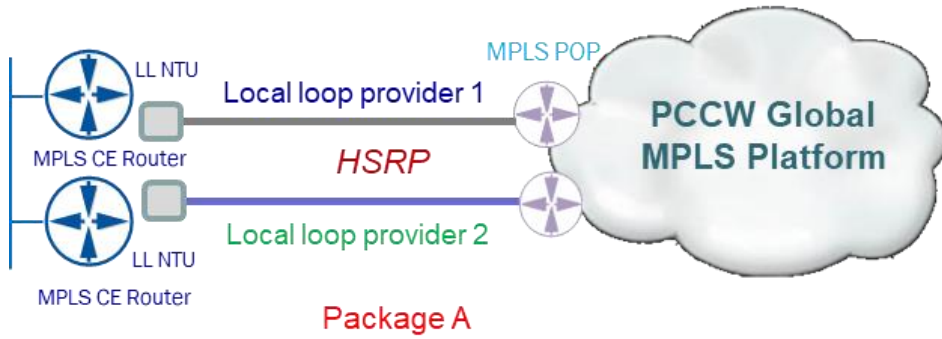 MPLS POP
LL NTU
Local loop provider 1
PCCW Global
MPLS Platform
MPLS CE Router
HSRP
Local loop provider 2
LL NTU
MPLS CE Router
Package A